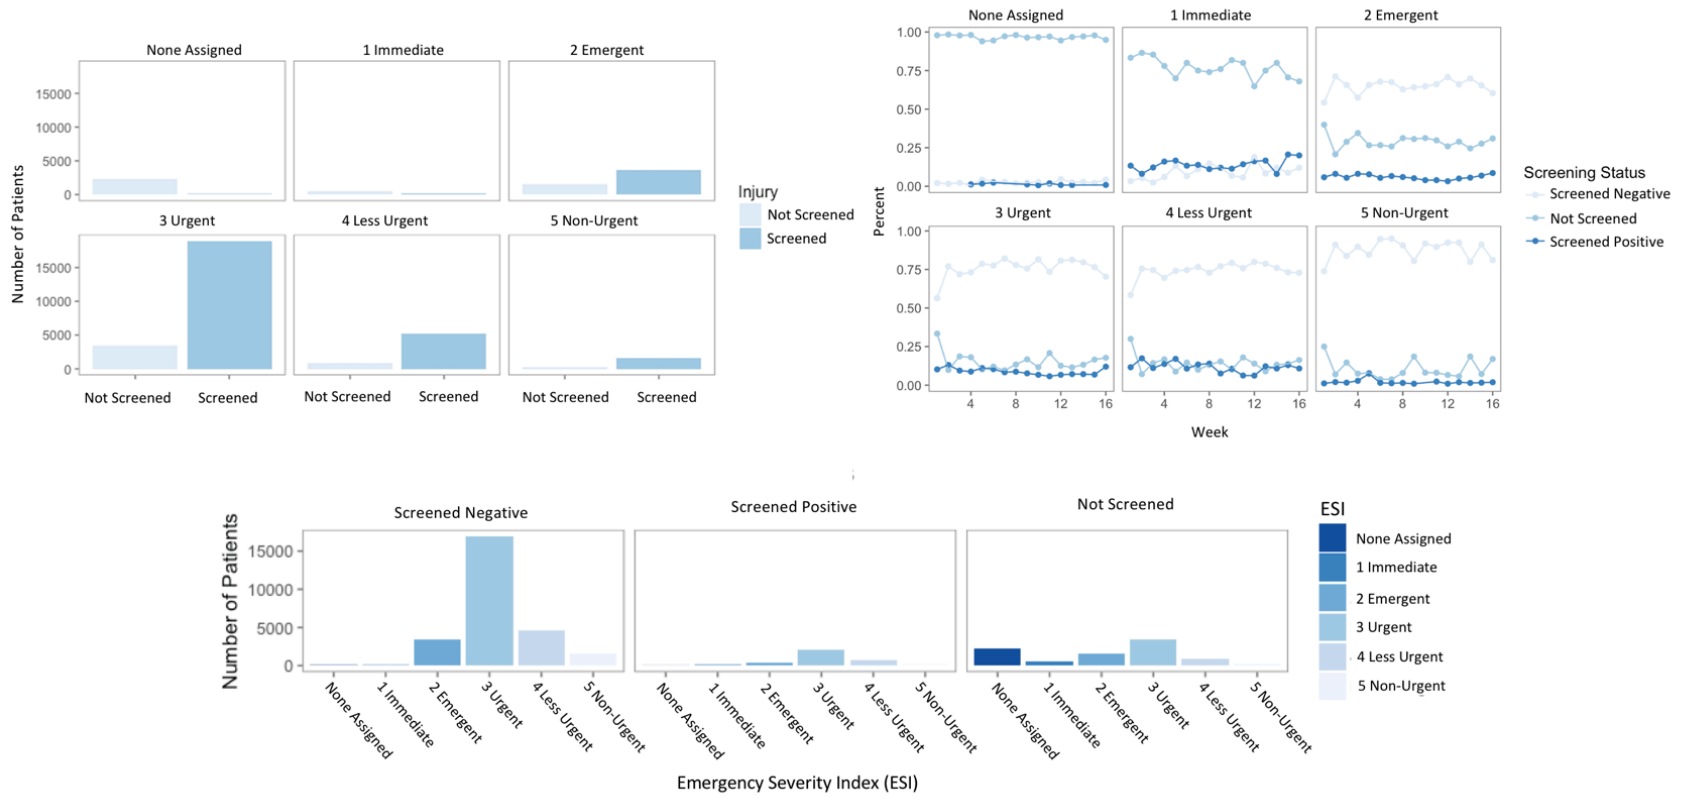 None Assigned
1 Immediate
2 Emergent
15000
10000
5000
0
3 Urgent
4 Less Urgent
5 Non-Urgent
15000
10000
5000
0
Number of Patients
Not Screened
Screened
Not Screened
Screened
Not Screened
Screened
Injury
Not Screened
Screened
None Assigned
1 Immediate
2 Emergent
1.00
0.75
0.50
0.25
0.00
3 Urgent
4 Less Urgent
5 Non-Urgent
1.00
0.75
0.50
0.25
0.00
Percent
4 8 12 16
4 8 12 16
4 8 12 16
Week
Screening Status
Screened Negative
Not Screened
Screened Positive
;
Screened Negative
Screened Positive
Not Screened
15000
10000
5000
0
Number of Patients
None Assigned
1 Immediate
2 Emergent
3 Urgent
4 Less Urgent
5 Non-Urgent
None Assigned
1 Immediate
2 Emergent
3 Urgent
4 Less Urgent
5 Non-Urgent
None Assigned
1 Immediate
2 Emergent
3 Urgent
4 Less Urgent
5 Non-Urgent
Emergency Severity Index (ESI)
ESI
None Assigned
1 Immediate
2 Emergent
3 Urgent
4 Less Urgent
5 Non-Urgent